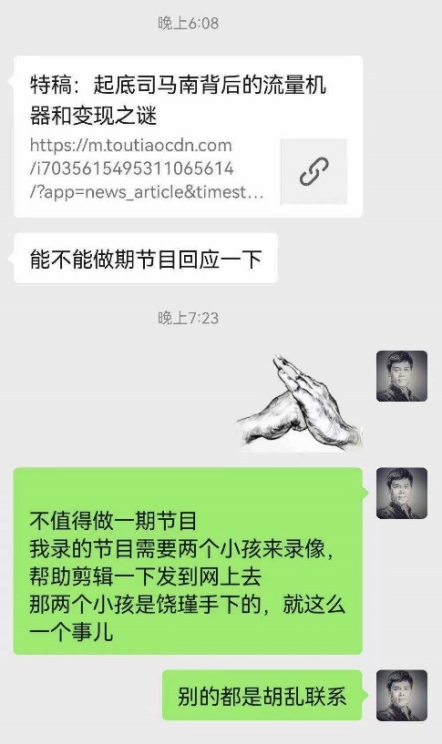 晚上6:08
特稿：起底司马南背后的流量机
器和变现之谜
https://m.toutiaocdn.com
/i7035615495311065614
/?app=news_article&timest...
能不能做期节目回应一下
晚上7:23
不值得做一期节目
我录的节目需要两个小孩来录像，
帮助剪辑一下发到网上去
那两个小孩是饶瑾手下的，就这么
一个事儿
别的都是胡乱联系